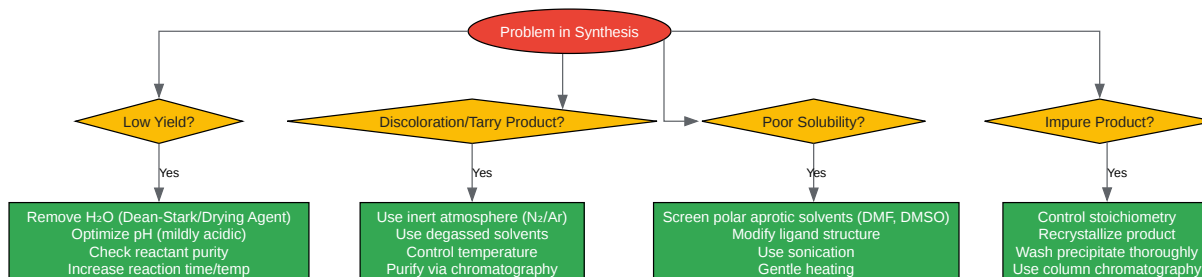 Problem in Synthesis
Low Yield?
Discoloration/Tarry Product?
Poor Solubility?
Impure Product?
Yes
Yes
Yes
Yes
Remove H₂O (Dean-Stark/Drying Agent)
Optimize pH (mildly acidic)
Check reactant purity
Increase reaction time/temp
Use inert atmosphere (N₂/Ar)
Use degassed solvents
Control temperature
Purify via chromatography
Screen polar aprotic solvents (DMF, DMSO)
Modify ligand structure
Use sonication
Gentle heating
Control stoichiometry
Recrystallize product
Wash precipitate thoroughly
Use column chromatography